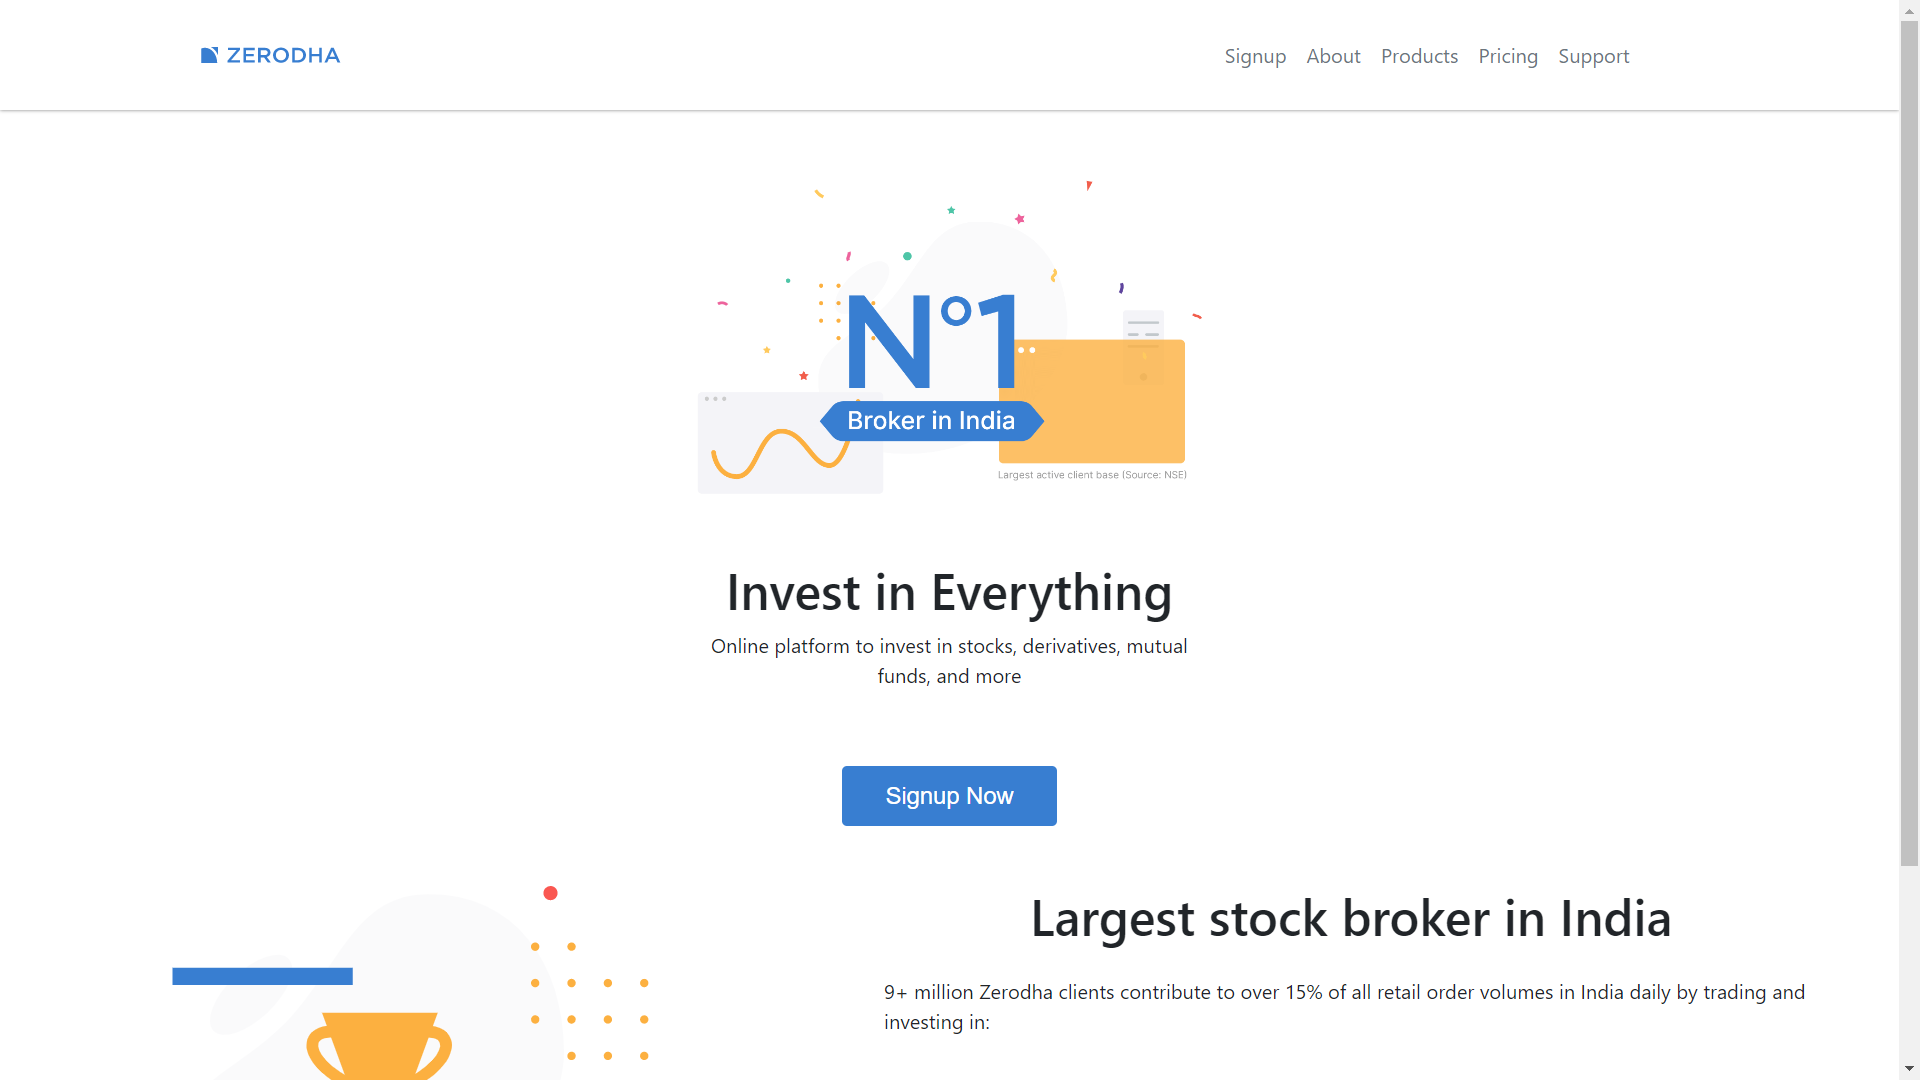 ZERODHA
Signup About Products Pricing Support
N°1
Broker in India
Largest active client base (Source: NSE)
Invest in Everything
Online platform to invest in stocks, derivatives, mutual
funds, and more
Signup Now
Largest stock broker in India
9+ million Zerodha clients contribute to over 15% of all retail order volumes in India daily by trading and
investing in: